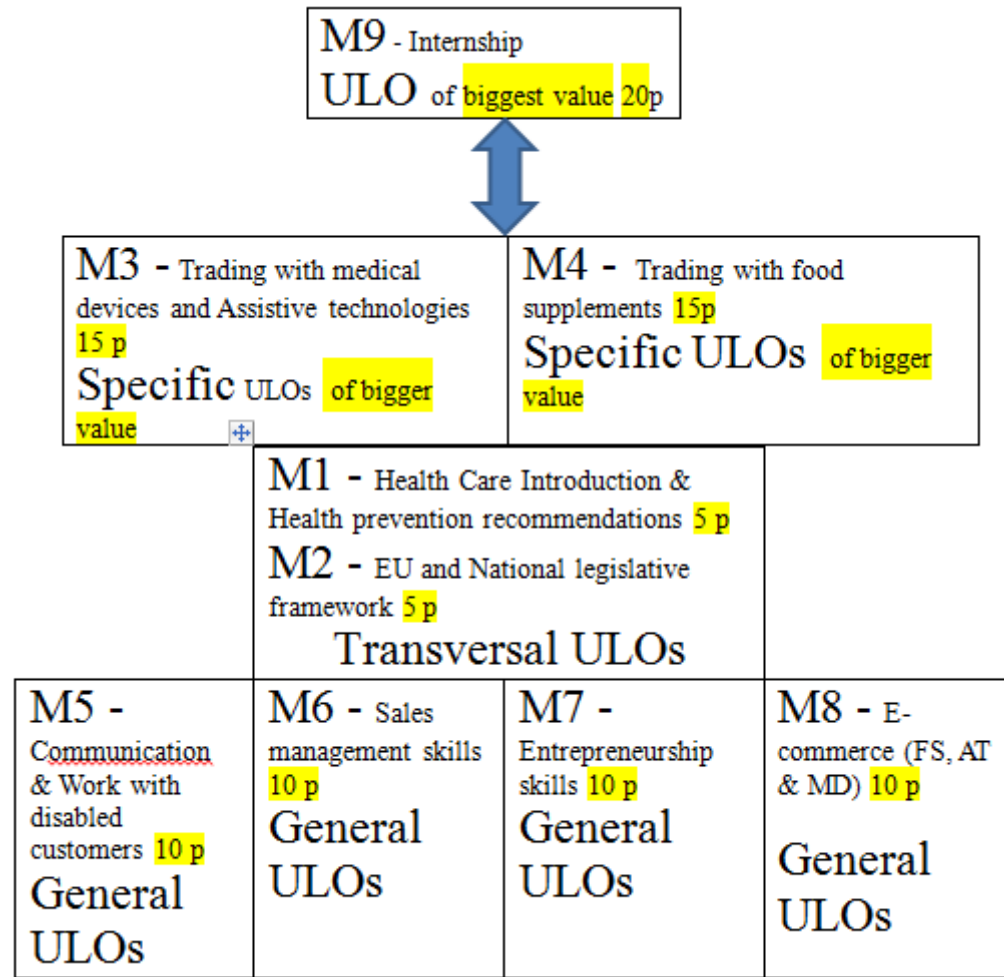 M9 - Internship
ULO of biggest value 20p
M3 - Trading with medical
devices and Assistive technologies
15 p
Specific ULOs of bigger
value
M4 - Trading with food
supplements 15p
Specific ULOs of bigger
value
M1 - Health Care Introduction &
Health prevention recommendations 5 p
M2 - EU and National legislative
framework 5 p
Transversal ULOs
M5 -
Communication
& Work with
disabled
customers 10 p
General
ULOs
M6 - Sales
management skills
10 p
General
ULOs
M7 -
Entrepreneurship
skills 10 p
General
ULOs
M8 - E-
commerce (FS, AT
& MD) 10 p
General
ULOs